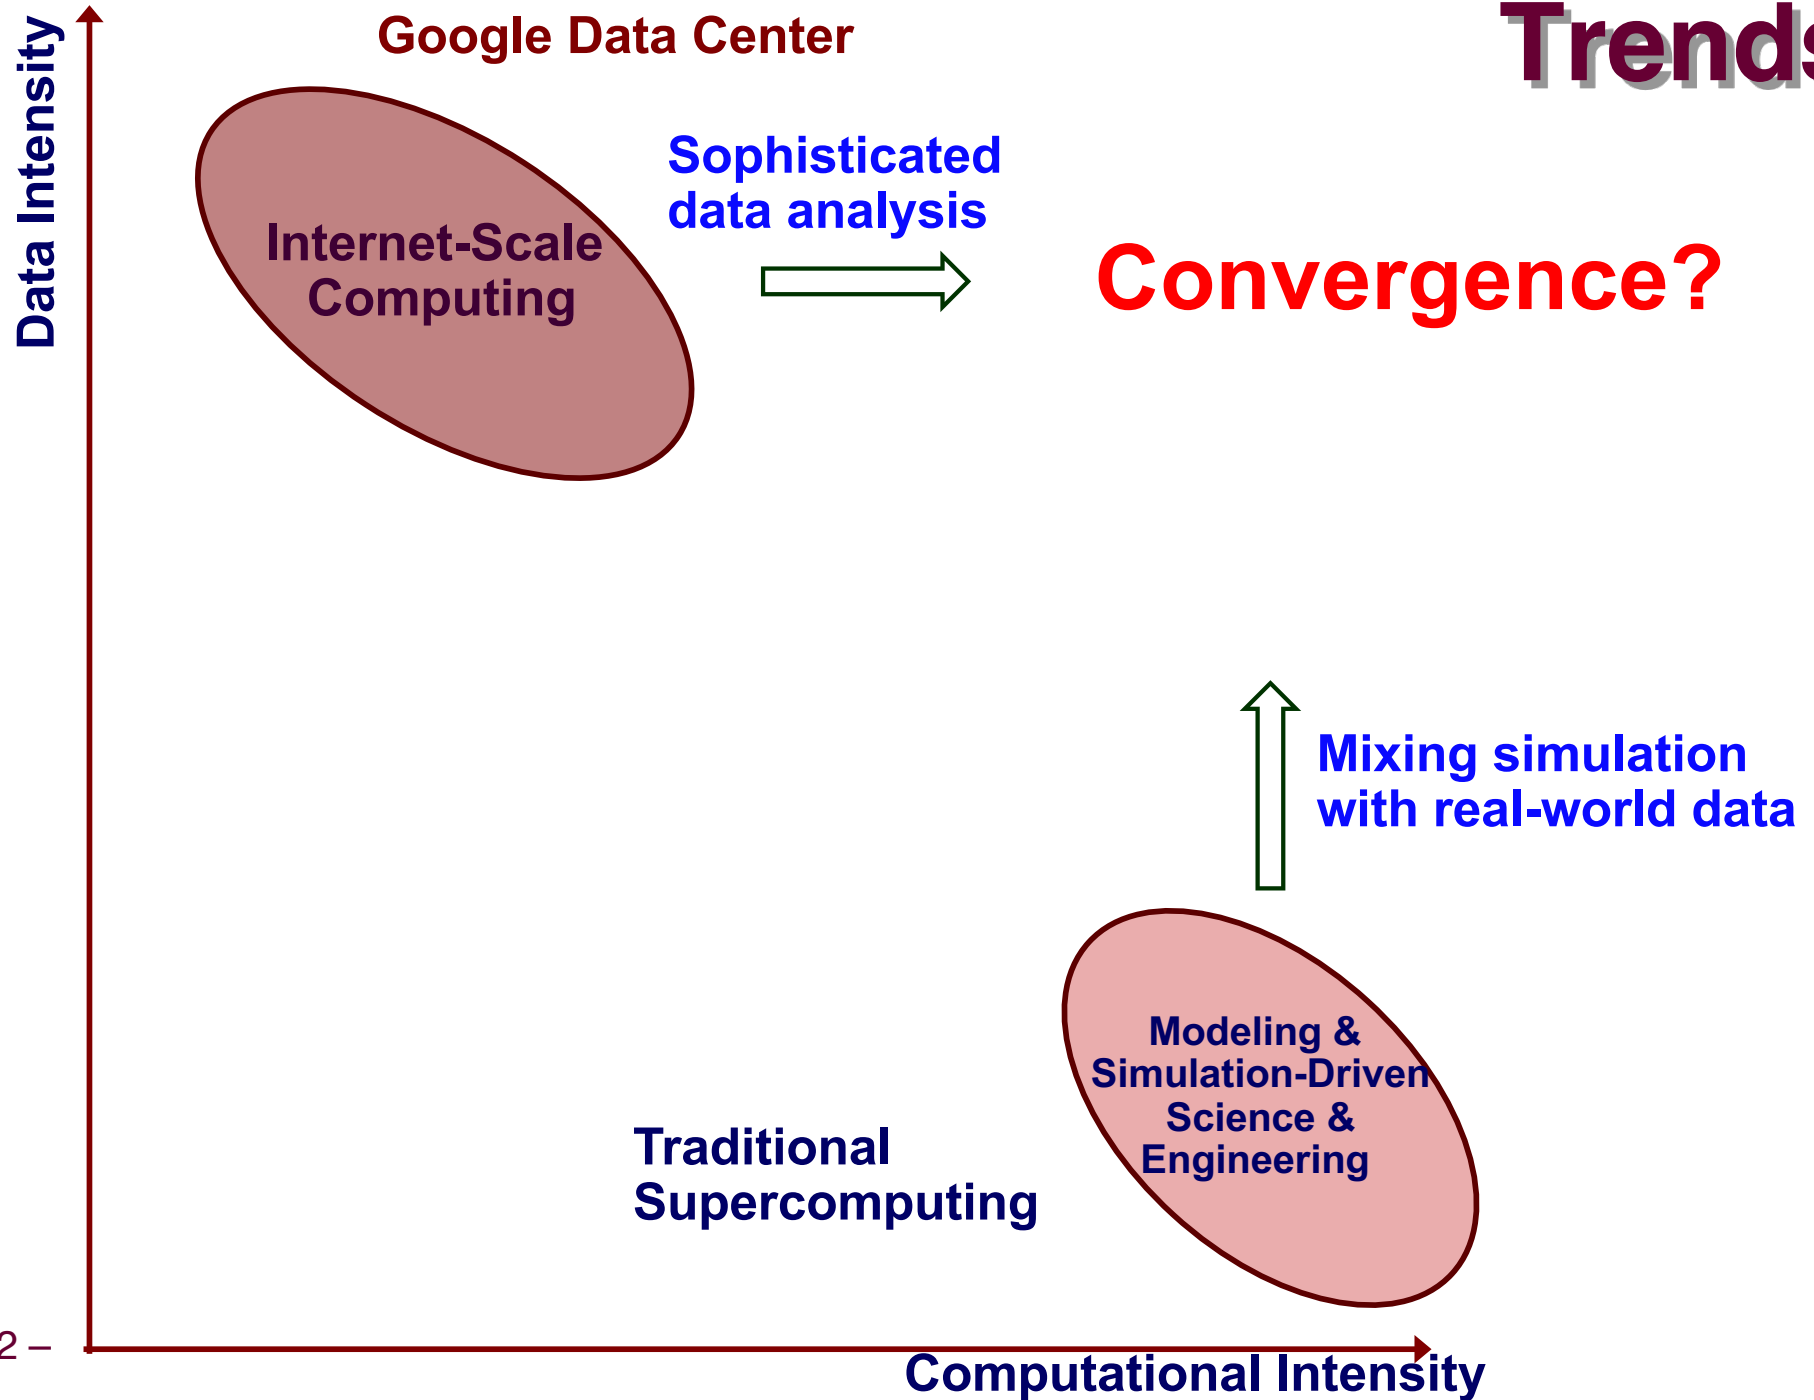 Trends
Google Data Center
Data Intensity
Sophisticated
data analysis
Internet-Scale
Computing
Convergence?
Mixing simulation
with real-world data
Modeling &
Simulation-Driven
Science &
Engineering
Traditional
Supercomputing
2 –
Computational Intensity